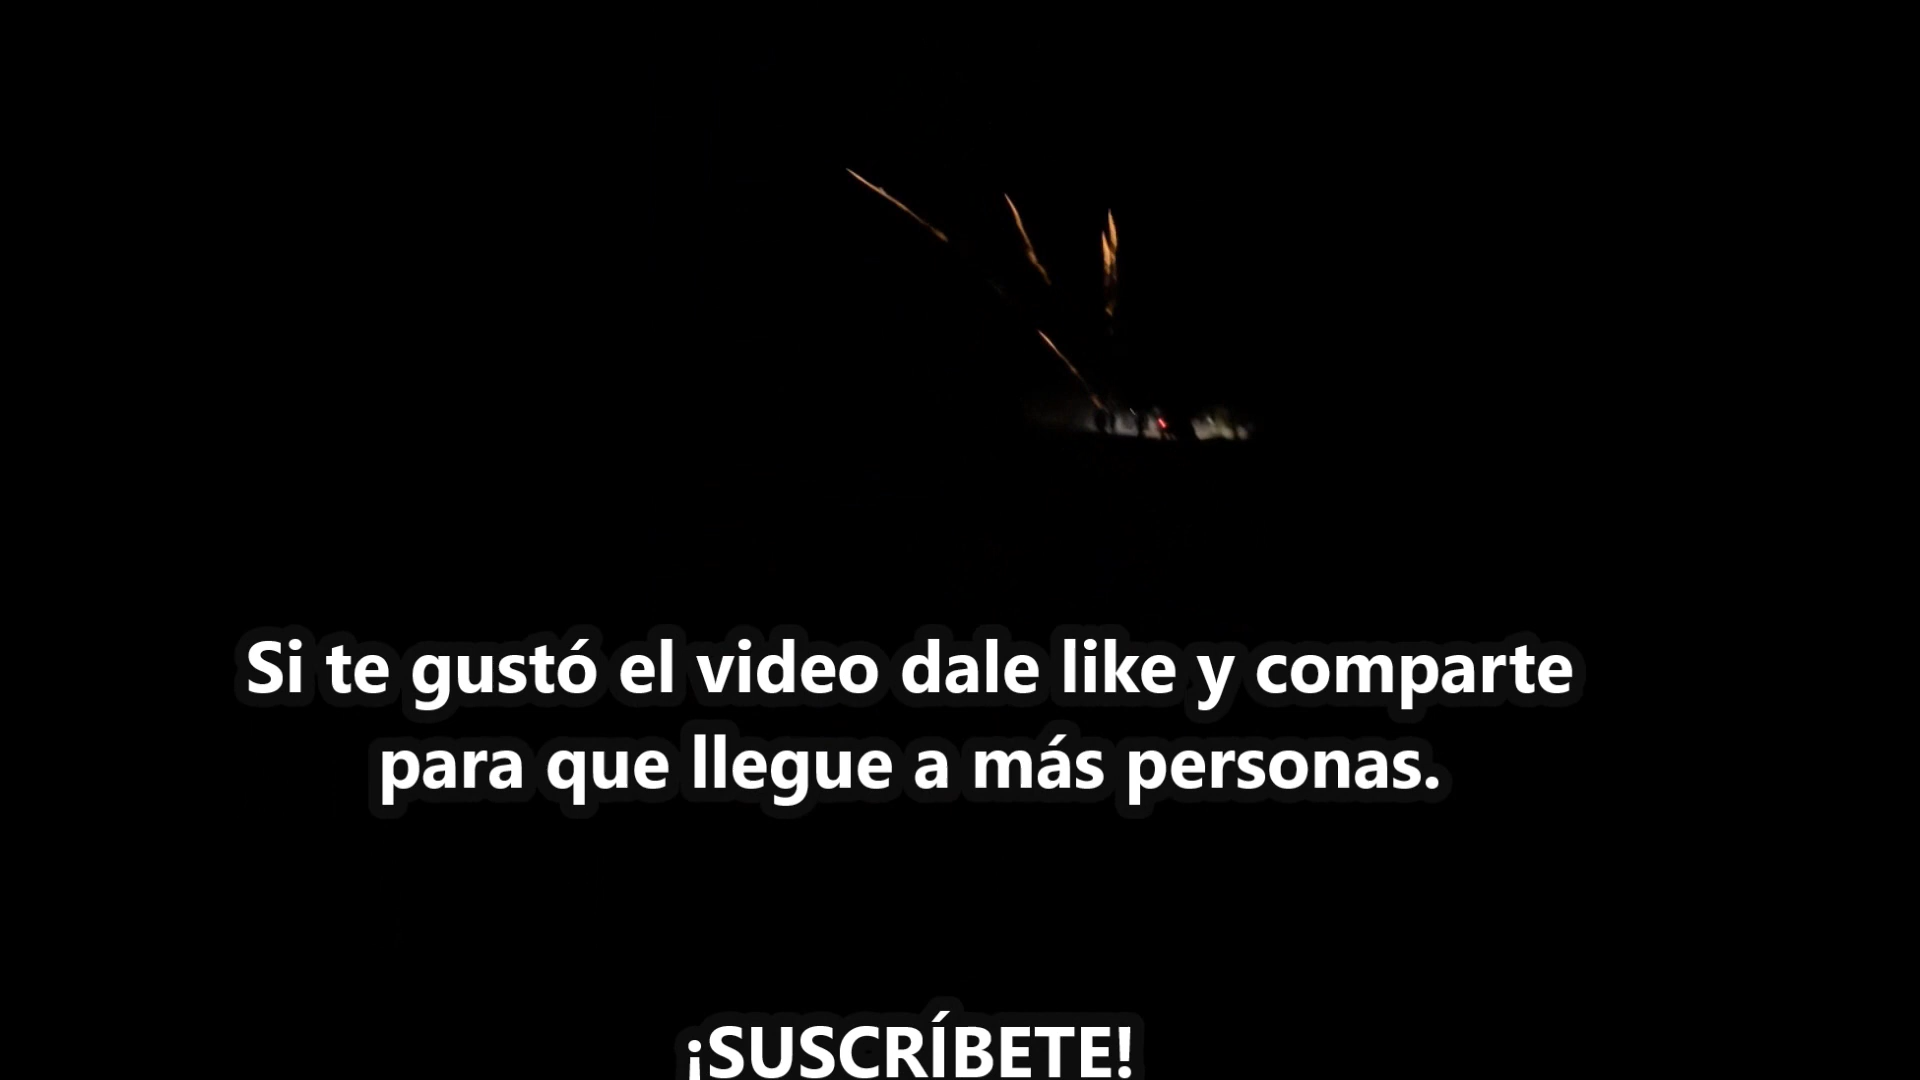 Si te gustó el video dale like y comparte
para que llegue a más personas.
¡SUSCRÍBETE!